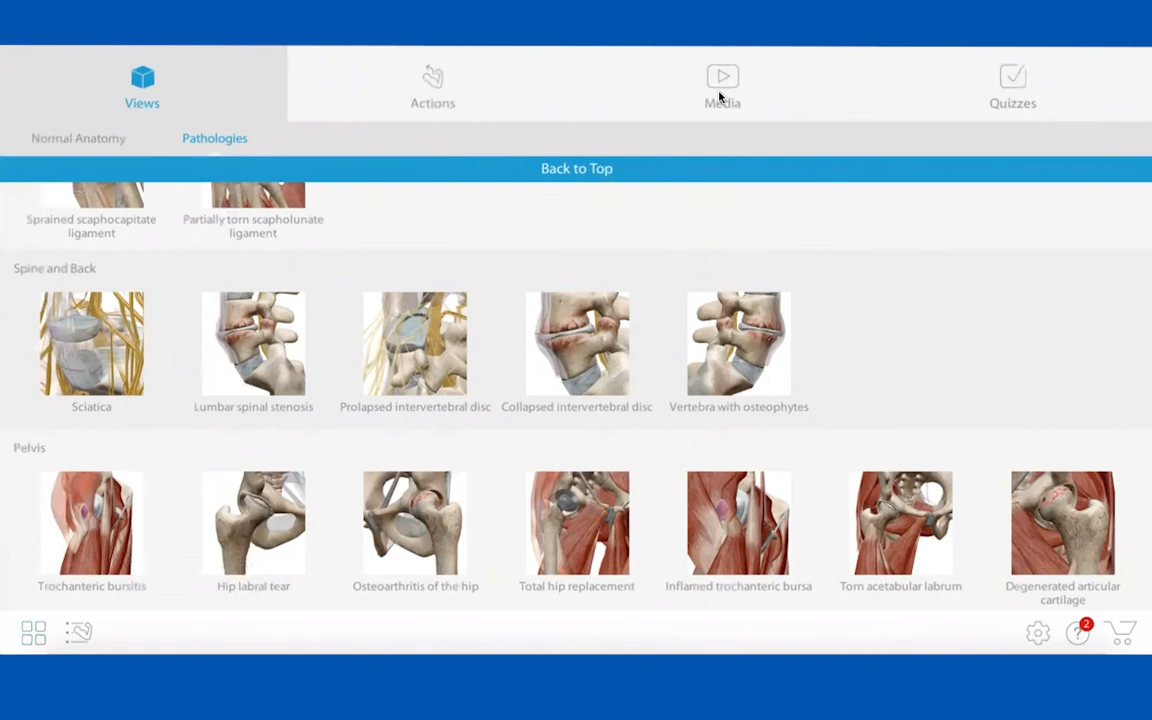 Views
Actions
Media
Quizzes
Normal Anatomy
Pathologies
Back to Top
Sprained scaphocapitate
ligament
Partially torn scapholunate
ligament
Spine and Back
Sciatica
Lumbar spinal stenosis
Prolapsed intervertebral disc
Collapsed intervertebral disc
Vertebra with osteophytes
Pelvis
Trochanteric bursitis
Hip labral tear
Osteoarthritis of the hip
Total hip replacement
Inflamed trochanteric bursa
Torn acetabular labrum
Degenerated articular
cartilage
2